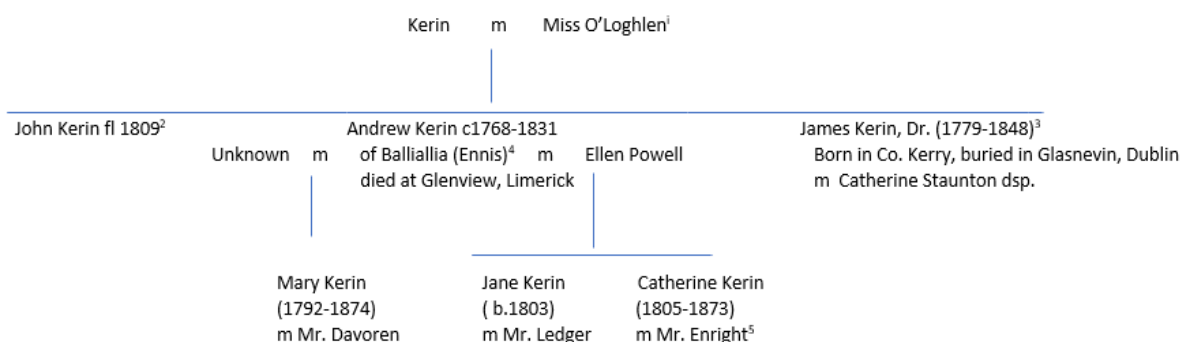 Kerin m Miss O'Loghlenⁱ
John Kerin fl 1809² Andrew Kerin c1768-1831 James Kerin, Dr. (1779-1848)³
Unknown m of Balliallia (Ennis)⁴ m Ellen Powell Born in Co. Kerry, buried in Glasnevin, Dublin
died at Glenview, Limerick m Catherine Staunton dsp.
Mary Kerin Jane Kerin Catherine Kerin
(1792-1874) ( b.1803) (1805-1873)
m Mr. Davoren m Mr. Ledger m Mr. Enright⁵